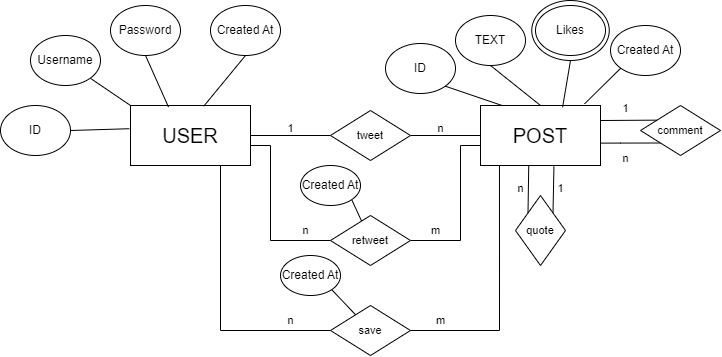 Password
Created At
Likes
TEXT
Username
Created At
ID
ID
USER
1
tweet
n
POST
1
comment
n
Created At
n
1
n
retweet
m
quote
Created At
n
save
m